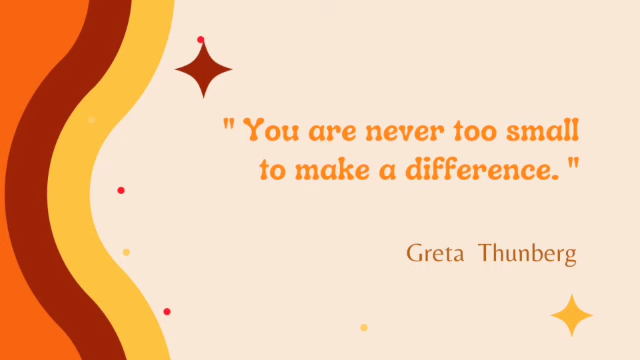 " You are never too small
to make a difference. "
Greta Thunberg